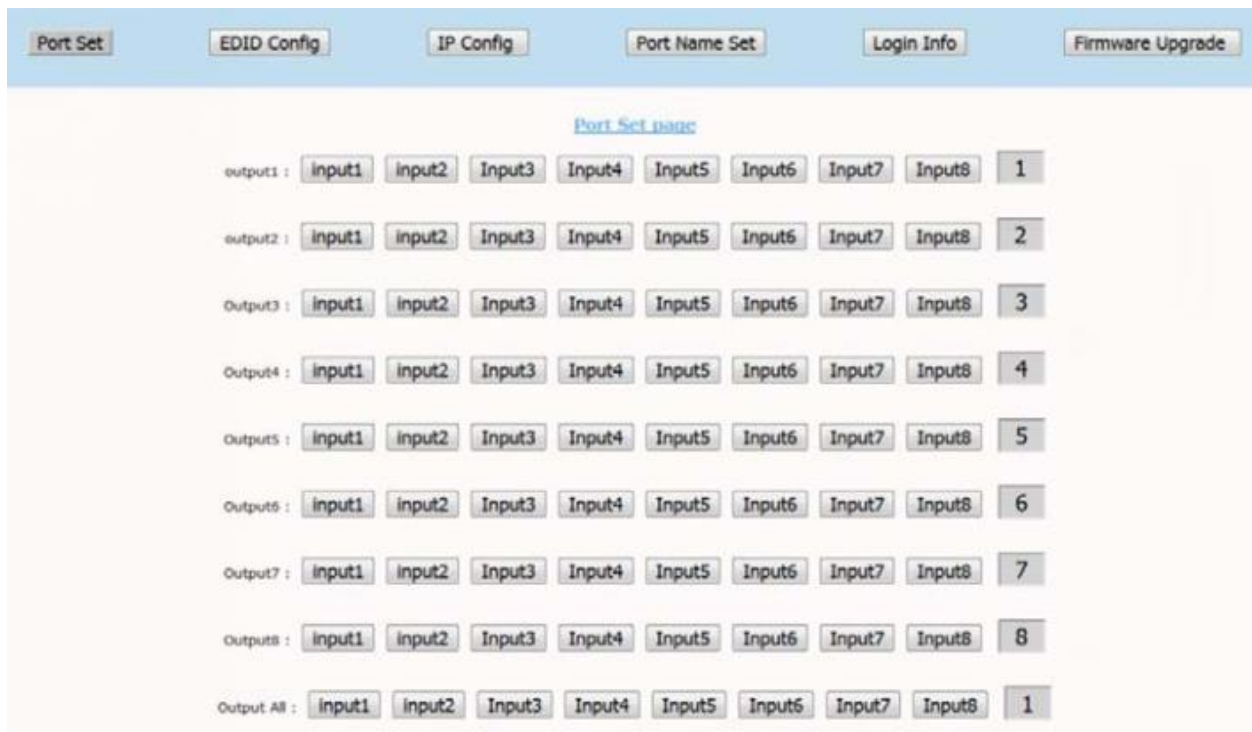 Port Set EDID Config IP Config Port Name Set Login Info Firmware Upgrade
Port Set page
output1 : input1 input2 Input3 Input4 Input5 Input6 Input7 Input8 1
output2 : input1 input2 Input3 Input4 Input5 Input6 Input7 Input8 2
Output3 : input1 input2 Input3 Input4 Input5 Input6 Input7 Input8 3
Output4 : input1 input2 Input3 Input4 Input5 Input6 Input7 Input8 4
Output5 : input1 input2 Input3 Input4 Input5 Input6 Input7 Input8 5
Output6 : input1 input2 Input3 Input4 Input5 Input6 Input7 Input8 6
Output7 : input1 input2 Input3 Input4 Input5 Input6 Input7 Input8 7
Output8 : input1 input2 Input3 Input4 Input5 Input6 Input7 Input8 8
Output All : input1 input2 Input3 Input4 Input5 Input6 Input7 Input8 1